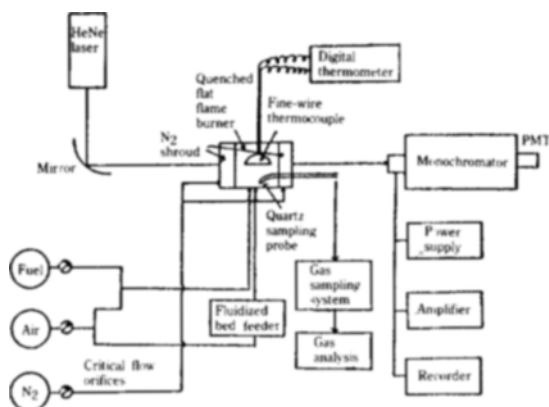 HeNe
laser
Mirror
Quenched
flat
flame
burner
N2
shroud
Digital
thermometer
Fine-wire
thermocouple
PMT
Monochromator
Quartz
sampling
probe
Power
supply
Fuel
Air
N2
Fluidized
bed feeder
Gas
sampling
system
Gas
analysis
Amplifier
Recorder
Critical flow
orifices